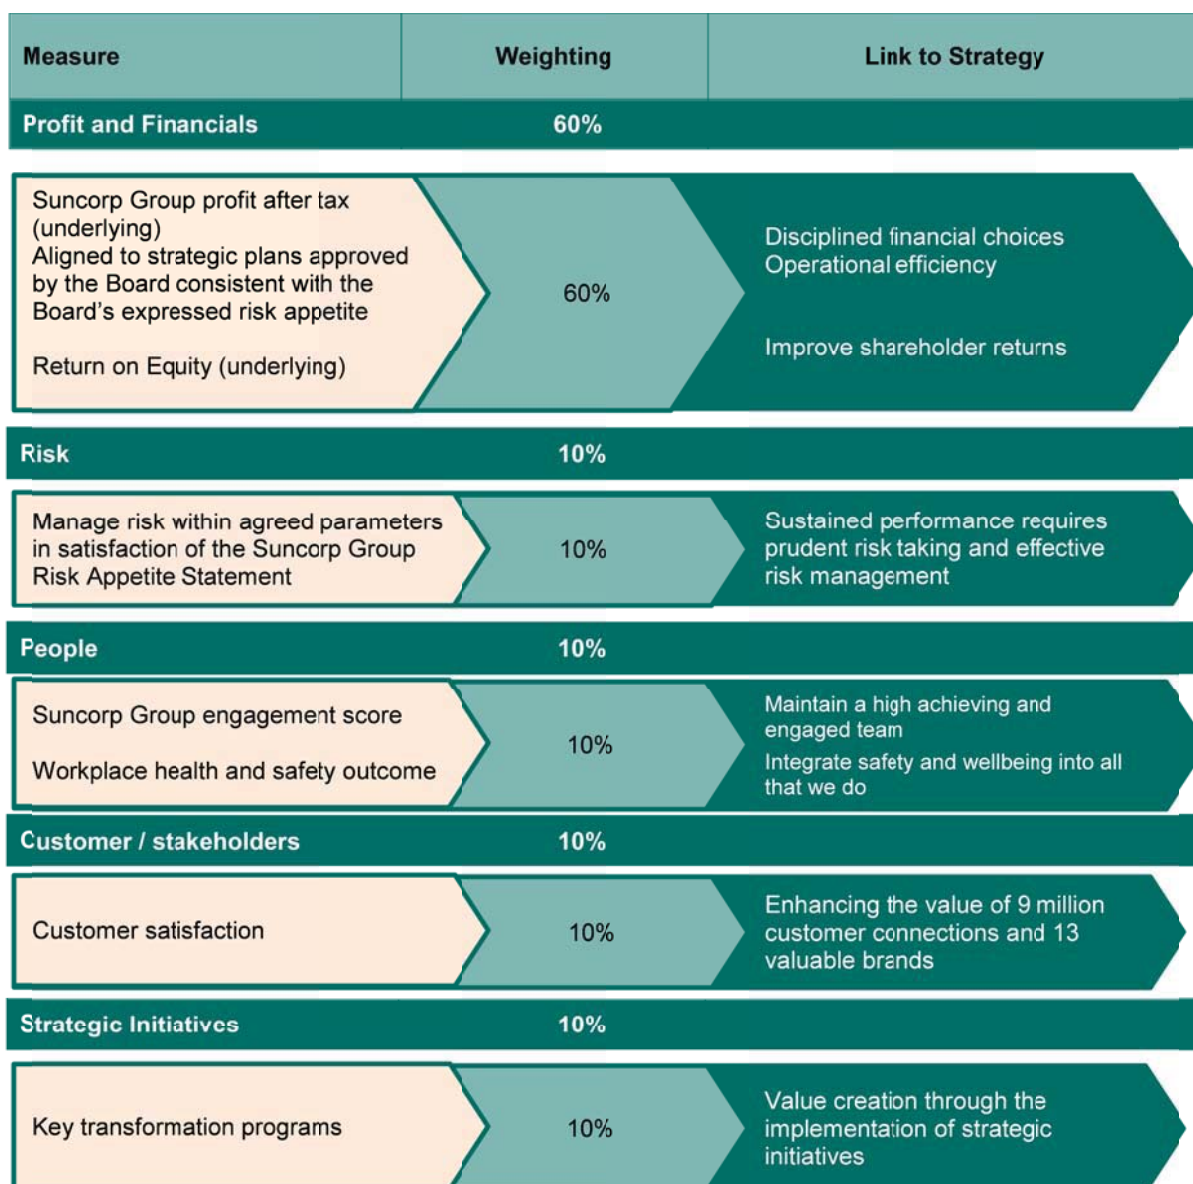 Measure Weighting Link to Strategy
Profit and Financials 60%
Suncorp Group profit after tax
(underlying)
Aligned to strategic plans approved
by the Board consistent with the
Board's expressed risk appetite
Return on Equity (underlying)
60%
Disciplined financial choices
Operational efficiency
Improve shareholder returns
Risk 10%
Manage risk within agreed parameters
in satisfaction of the Suncorp Group
Risk Appetite Statement
10%
Sustained performance requires
prudent risk taking and effective
risk management
People 10%
Suncorp Group engagement score
Workplace health and safety outcome
10%
Maintain a high achieving and
engaged team
Integrate safety and wellbeing into all
that we do
Customer / stakeholders 10%
Customer satisfaction
10%
Enhancing the value of 9 million
customer connections and 13
valuable brands
Strategic Initiatives 10%
Key transformation programs
10%
Value creation through the
implementation of strategic
initiatives